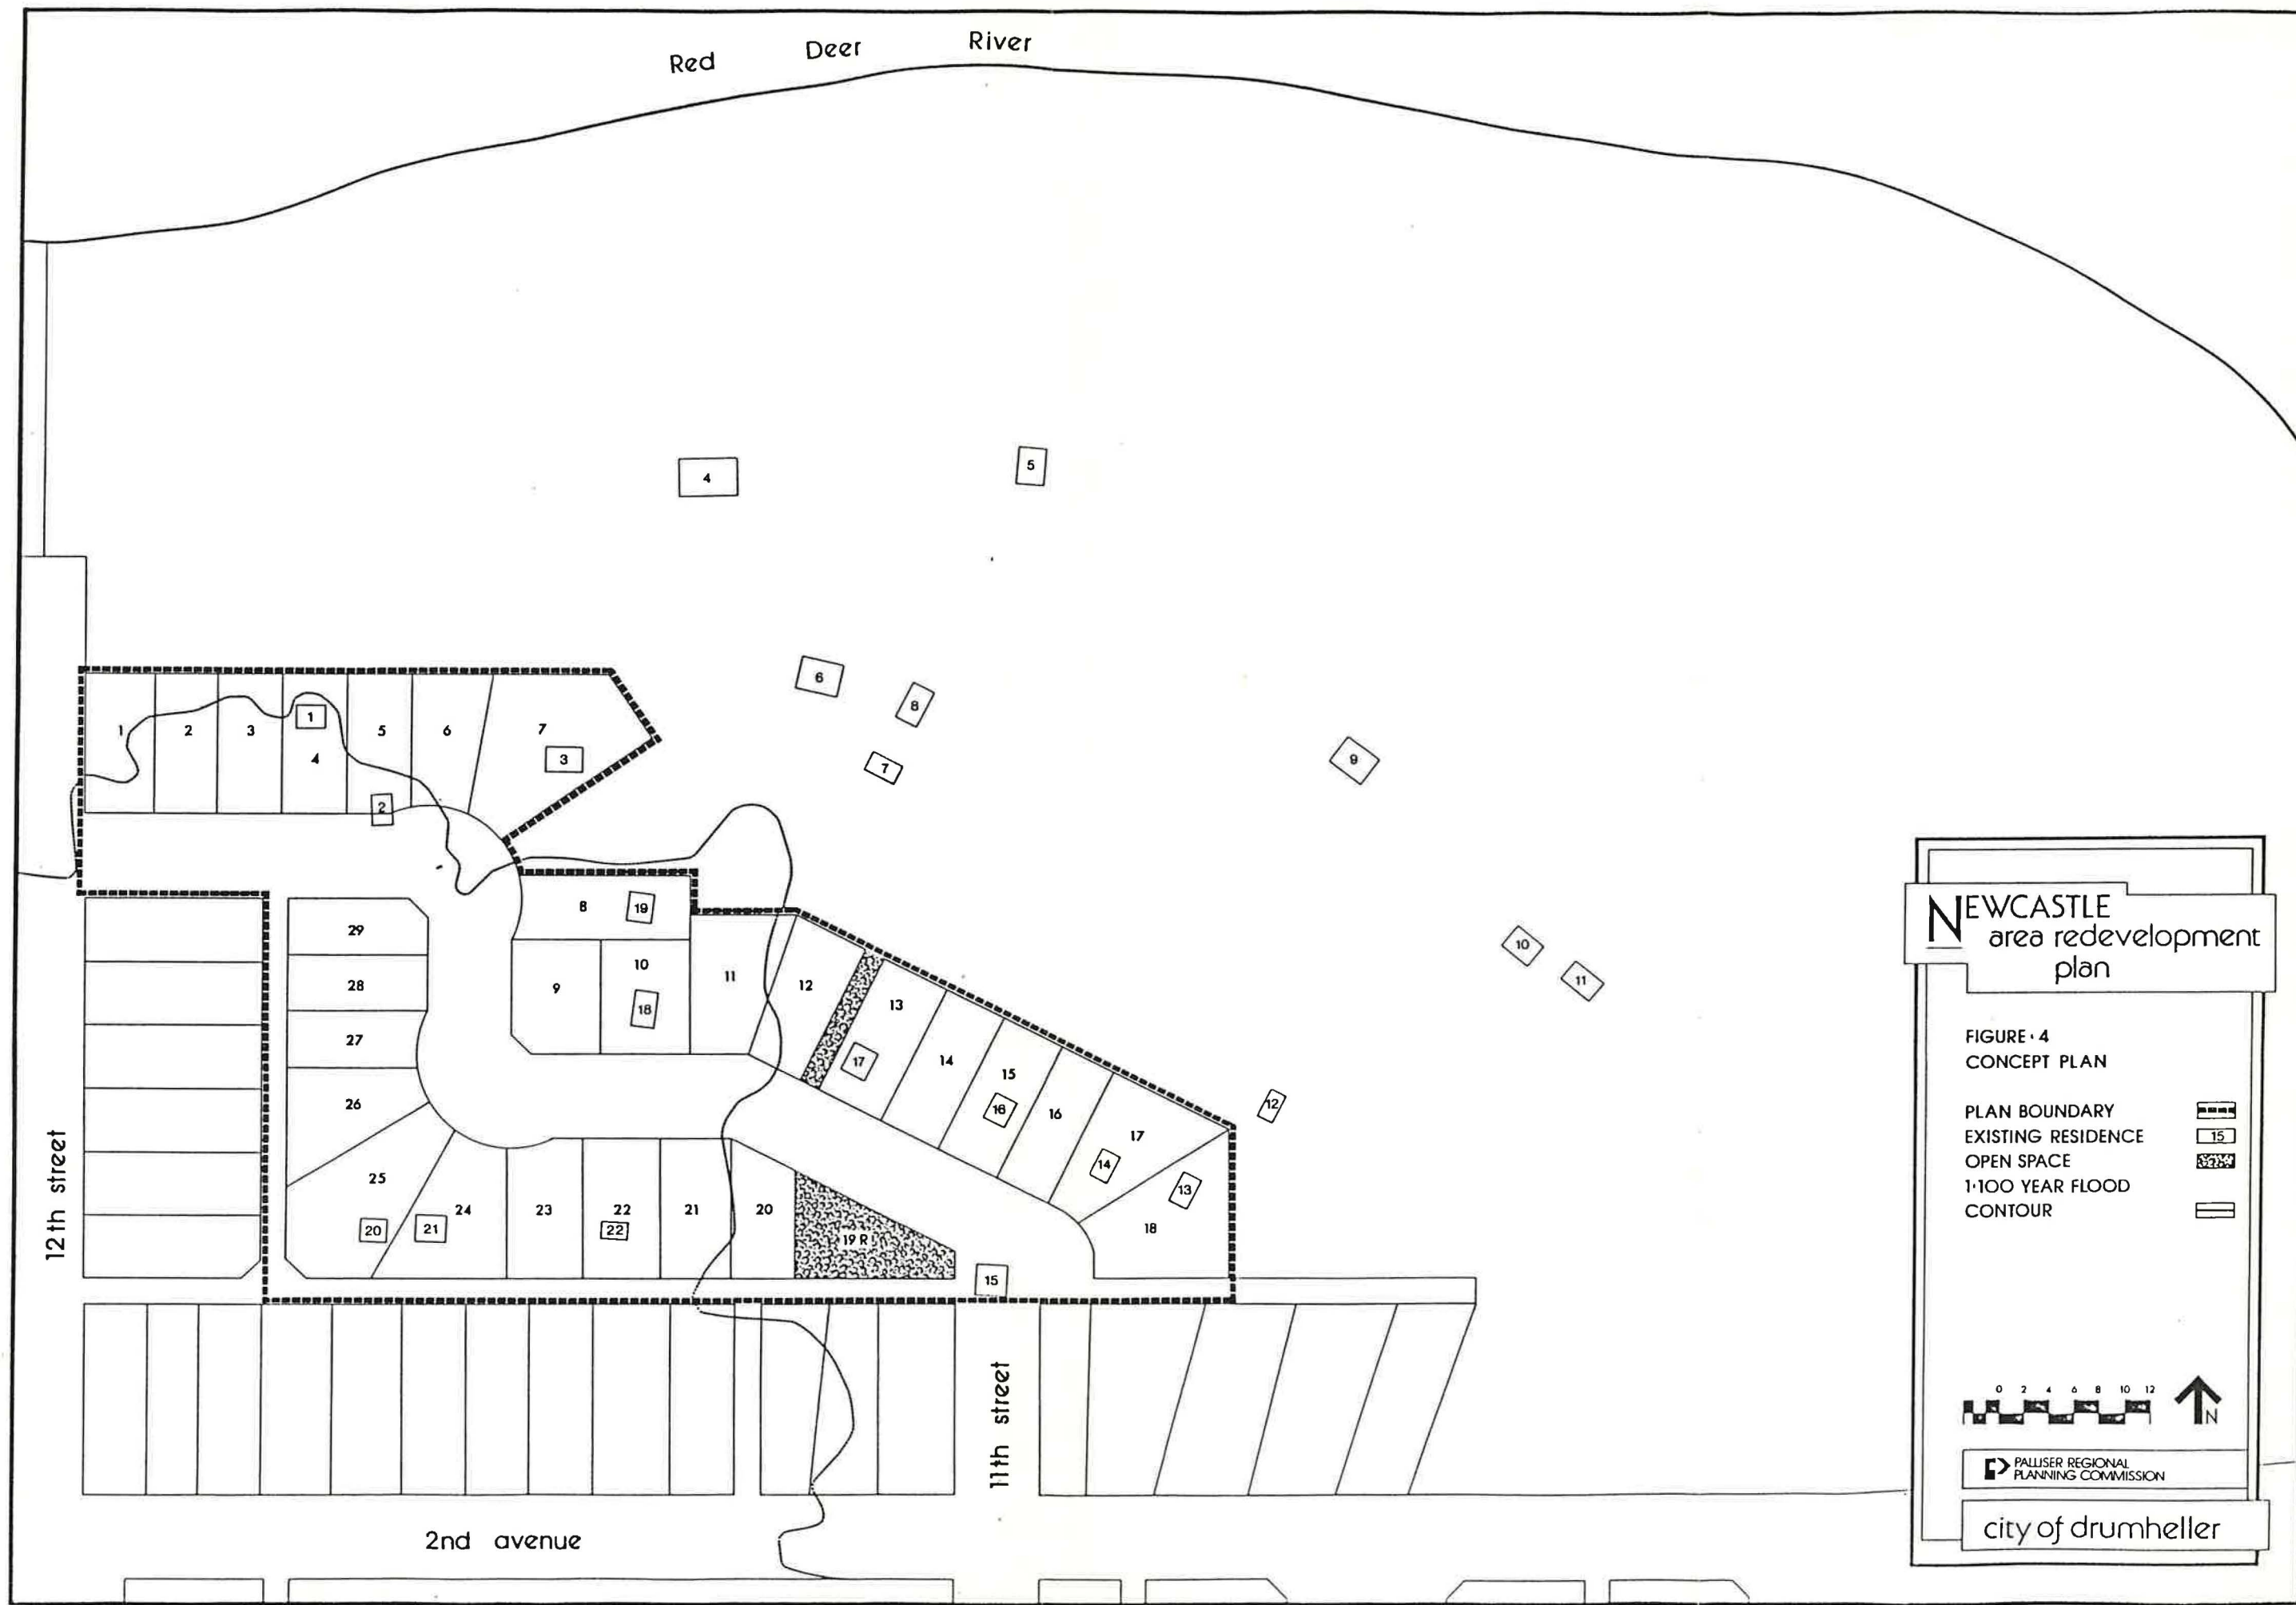 Red Deer River
4
5
6
8
7
9
10
11
12
1
2
3
1
4
5
6
7
3
2
8
19
29
28
27
26
25
20
24
21
23
22
22
21
20
19 R
9
10
18
11
12
13
17
14
15
16
16
17
14
13
18
15
12th street
11th street
2nd avenue
NEWCASTLE
area redevelopment
plan
FIGURE·4
CONCEPT PLAN
PLAN BOUNDARY
EXISTING RESIDENCE 15
OPEN SPACE
1·100 YEAR FLOOD
CONTOUR
0 2 4 6 8 10 12
N
PALLISER REGIONAL
PLANNING COMMISSION
city of drumheller